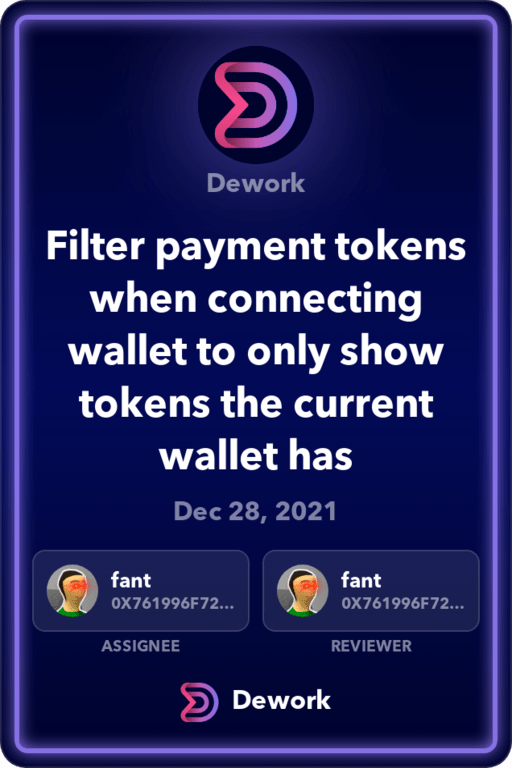 Dework
Filter payment tokens
when connecting
wallet to only show
tokens the current
wallet has
Dec 28, 2021
fant
0X761996F72...
ASSIGNEE
fant
0X761996F72...
REVIEWER
Dework